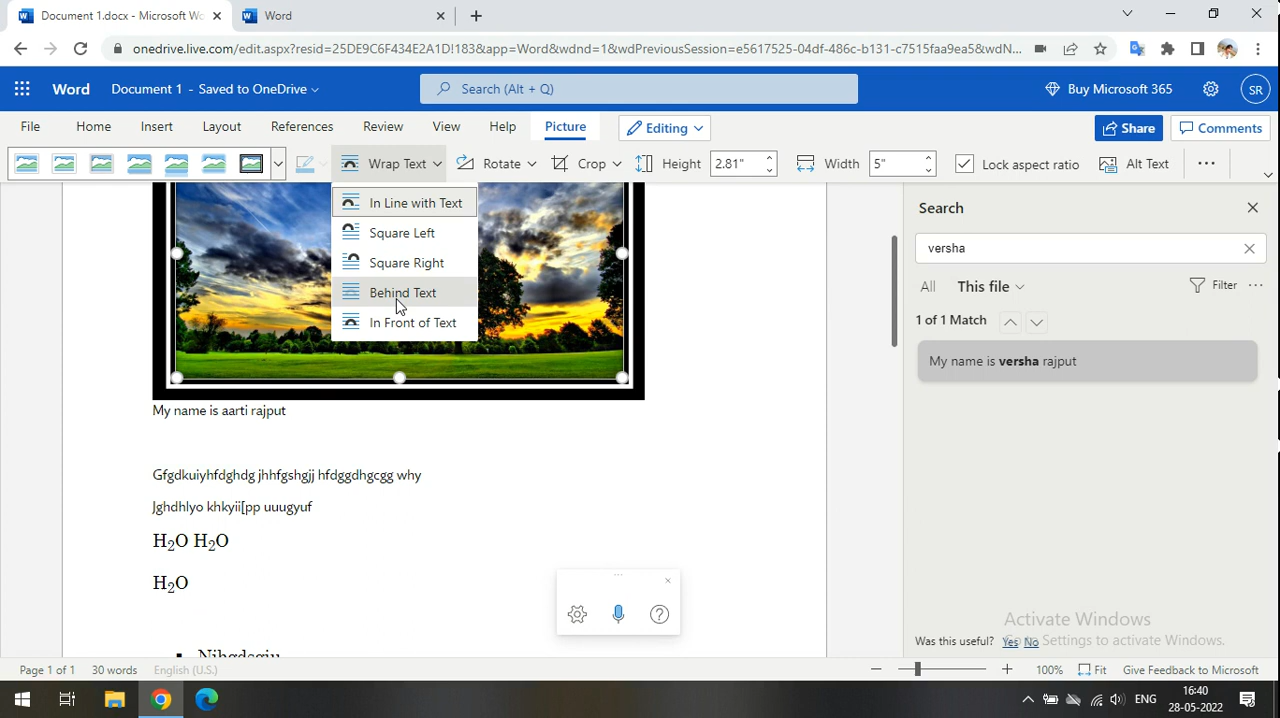 Document 1.docx - Microsoft Wo
Word
onedrive.live.com/edit.aspx?resid=25DE9C6F434E2A1D!183&app=Word&wdnd=1&wdPreviousSession=e5617525-04df-486c-b131-c7515faa9ea5&wdN...
Word
Document 1 - Saved to OneDrive
Search (Alt + Q)
Buy Microsoft 365
SR
File
Home
Insert
Layout
References
Review
View
Help
Picture
Editing
Share
Comments
Wrap Text
Rotate
Crop
Height
2.81"
Width
5"
Lock aspect ratio
Alt Text
In Line with Text
Square Left
Square Right
Behind Text
In Front of Text
Search
versha
All
This file
Filter
1 of 1 Match
My name is versha rajput
My name is aarti rajput
Gfgdkuiyhfdghdg jhhfgshgjj hfdggdhgcgg why
Jghdhlyo khkyii[pp uuugyuf
H₂O H₂O
H₂O
Activate Windows
Was this useful? Yes No
Go to Settings to activate Windows.
Page 1 of 1
30 words
English (U.S.)
100%
Fit
Give Feedback to Microsoft
ENG
16:40
28-05-2022